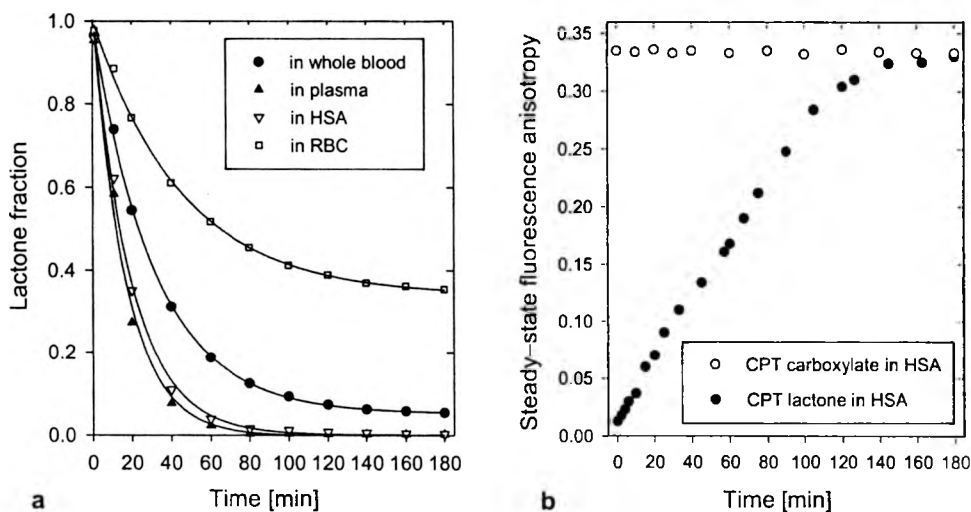 1.0
0.8
0.6
0.4
0.2
0.0
Lactone fraction
in whole blood
in plasma
in HSA
in RBC
0 20 40 60 80 100 120 140 160 180
Time [min]
a
0.35
0.30
0.25
0.20
0.15
0.10
0.05
0.00
Steady–state fluorescence anisotropy
CPT carboxylate in HSA
CPT lactone in HSA
0 20 40 60 80 100 120 140 160 180
Time [min]
b